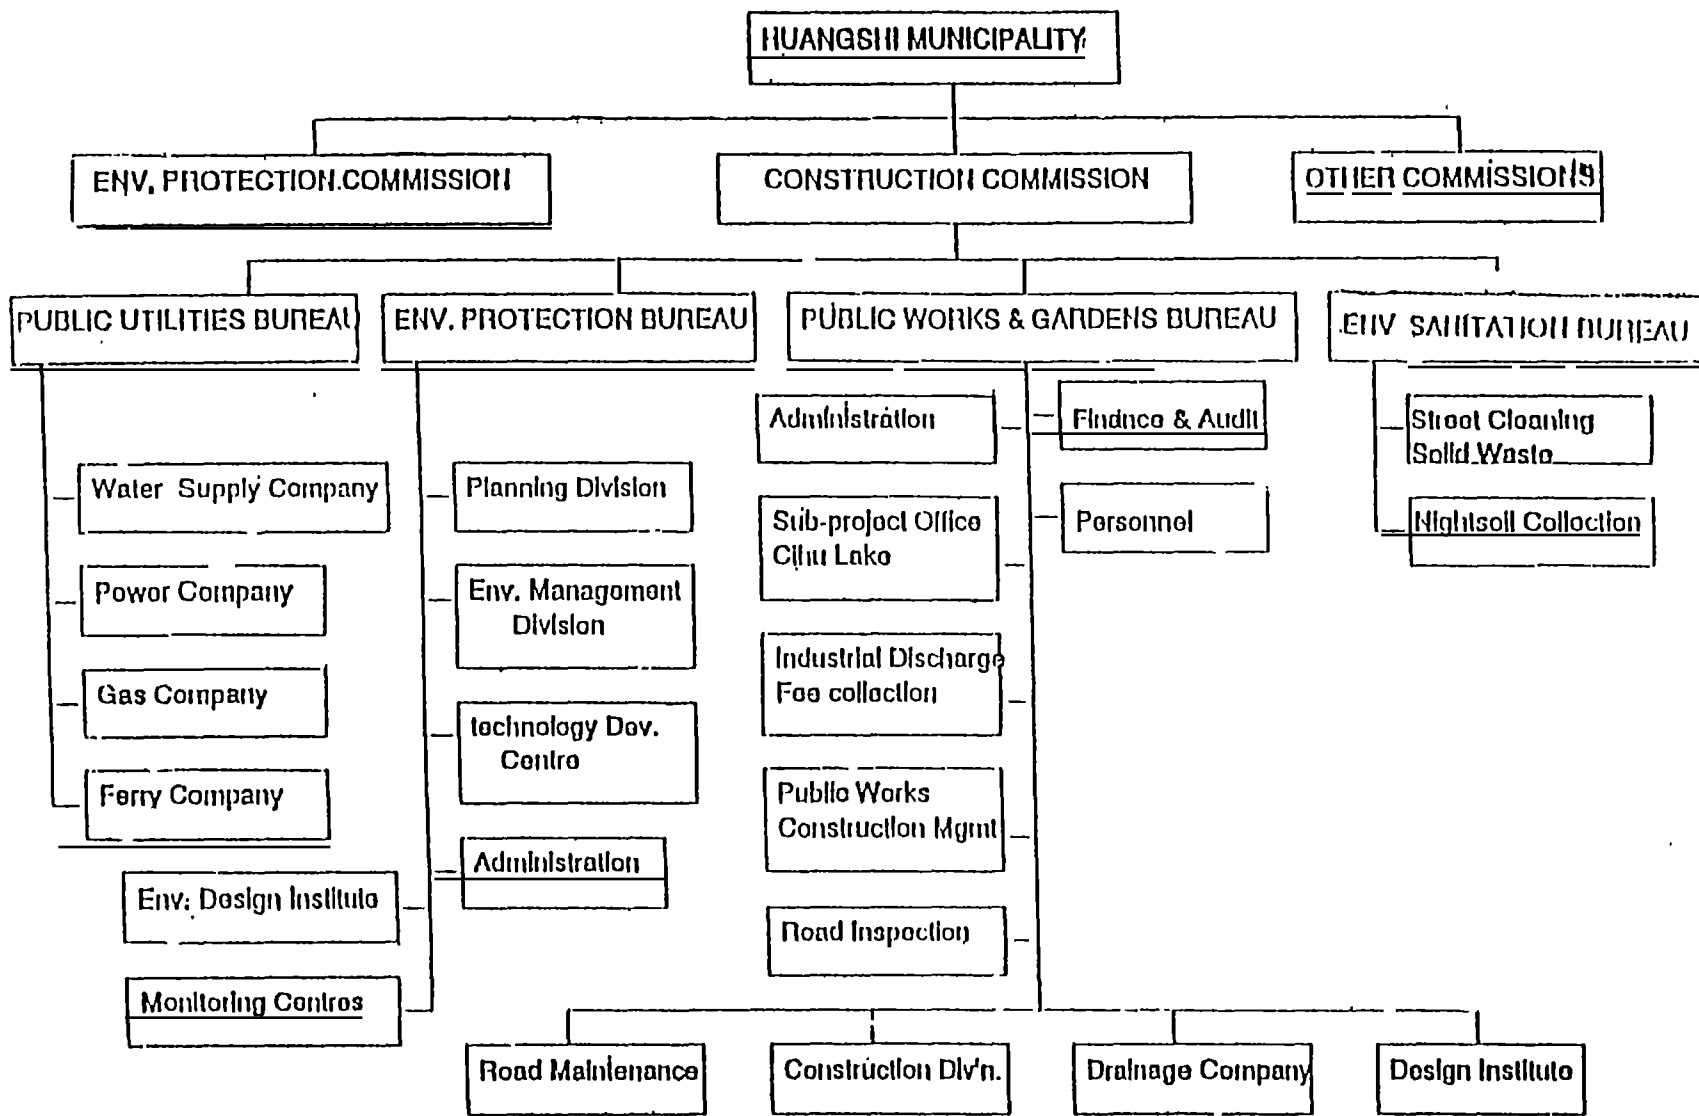 HUANGSHI MUNICIPALITY
ENV. PROTECTION COMMISSION
CONSTRUCTION COMMISSION
OTHER COMMISSIONS
PUBLIC UTILITIES BUREAU
ENV. PROTECTION BUREAU
PUBLIC WORKS & GARDENS BUREAU
ENV SANITATION BUREAU
Water Supply Company
Power Company
Gas Company
Ferry Company
Planning Division
Env. Management
Division
technology Dev.
Centre
Administration
Env. Design Institute
Monitoring Centres
Administration
Finance & Audit
Sub-project Office
Cihu Lake
Personnel
Industrial Discharge
Fee collection
Public Works
Construction Mgmt
Road Inspection
Street Cleaning
Solid Waste
Nightsoil Collection
Road Maintenance
Construction Div'n.
Drainage Company
Design Institute